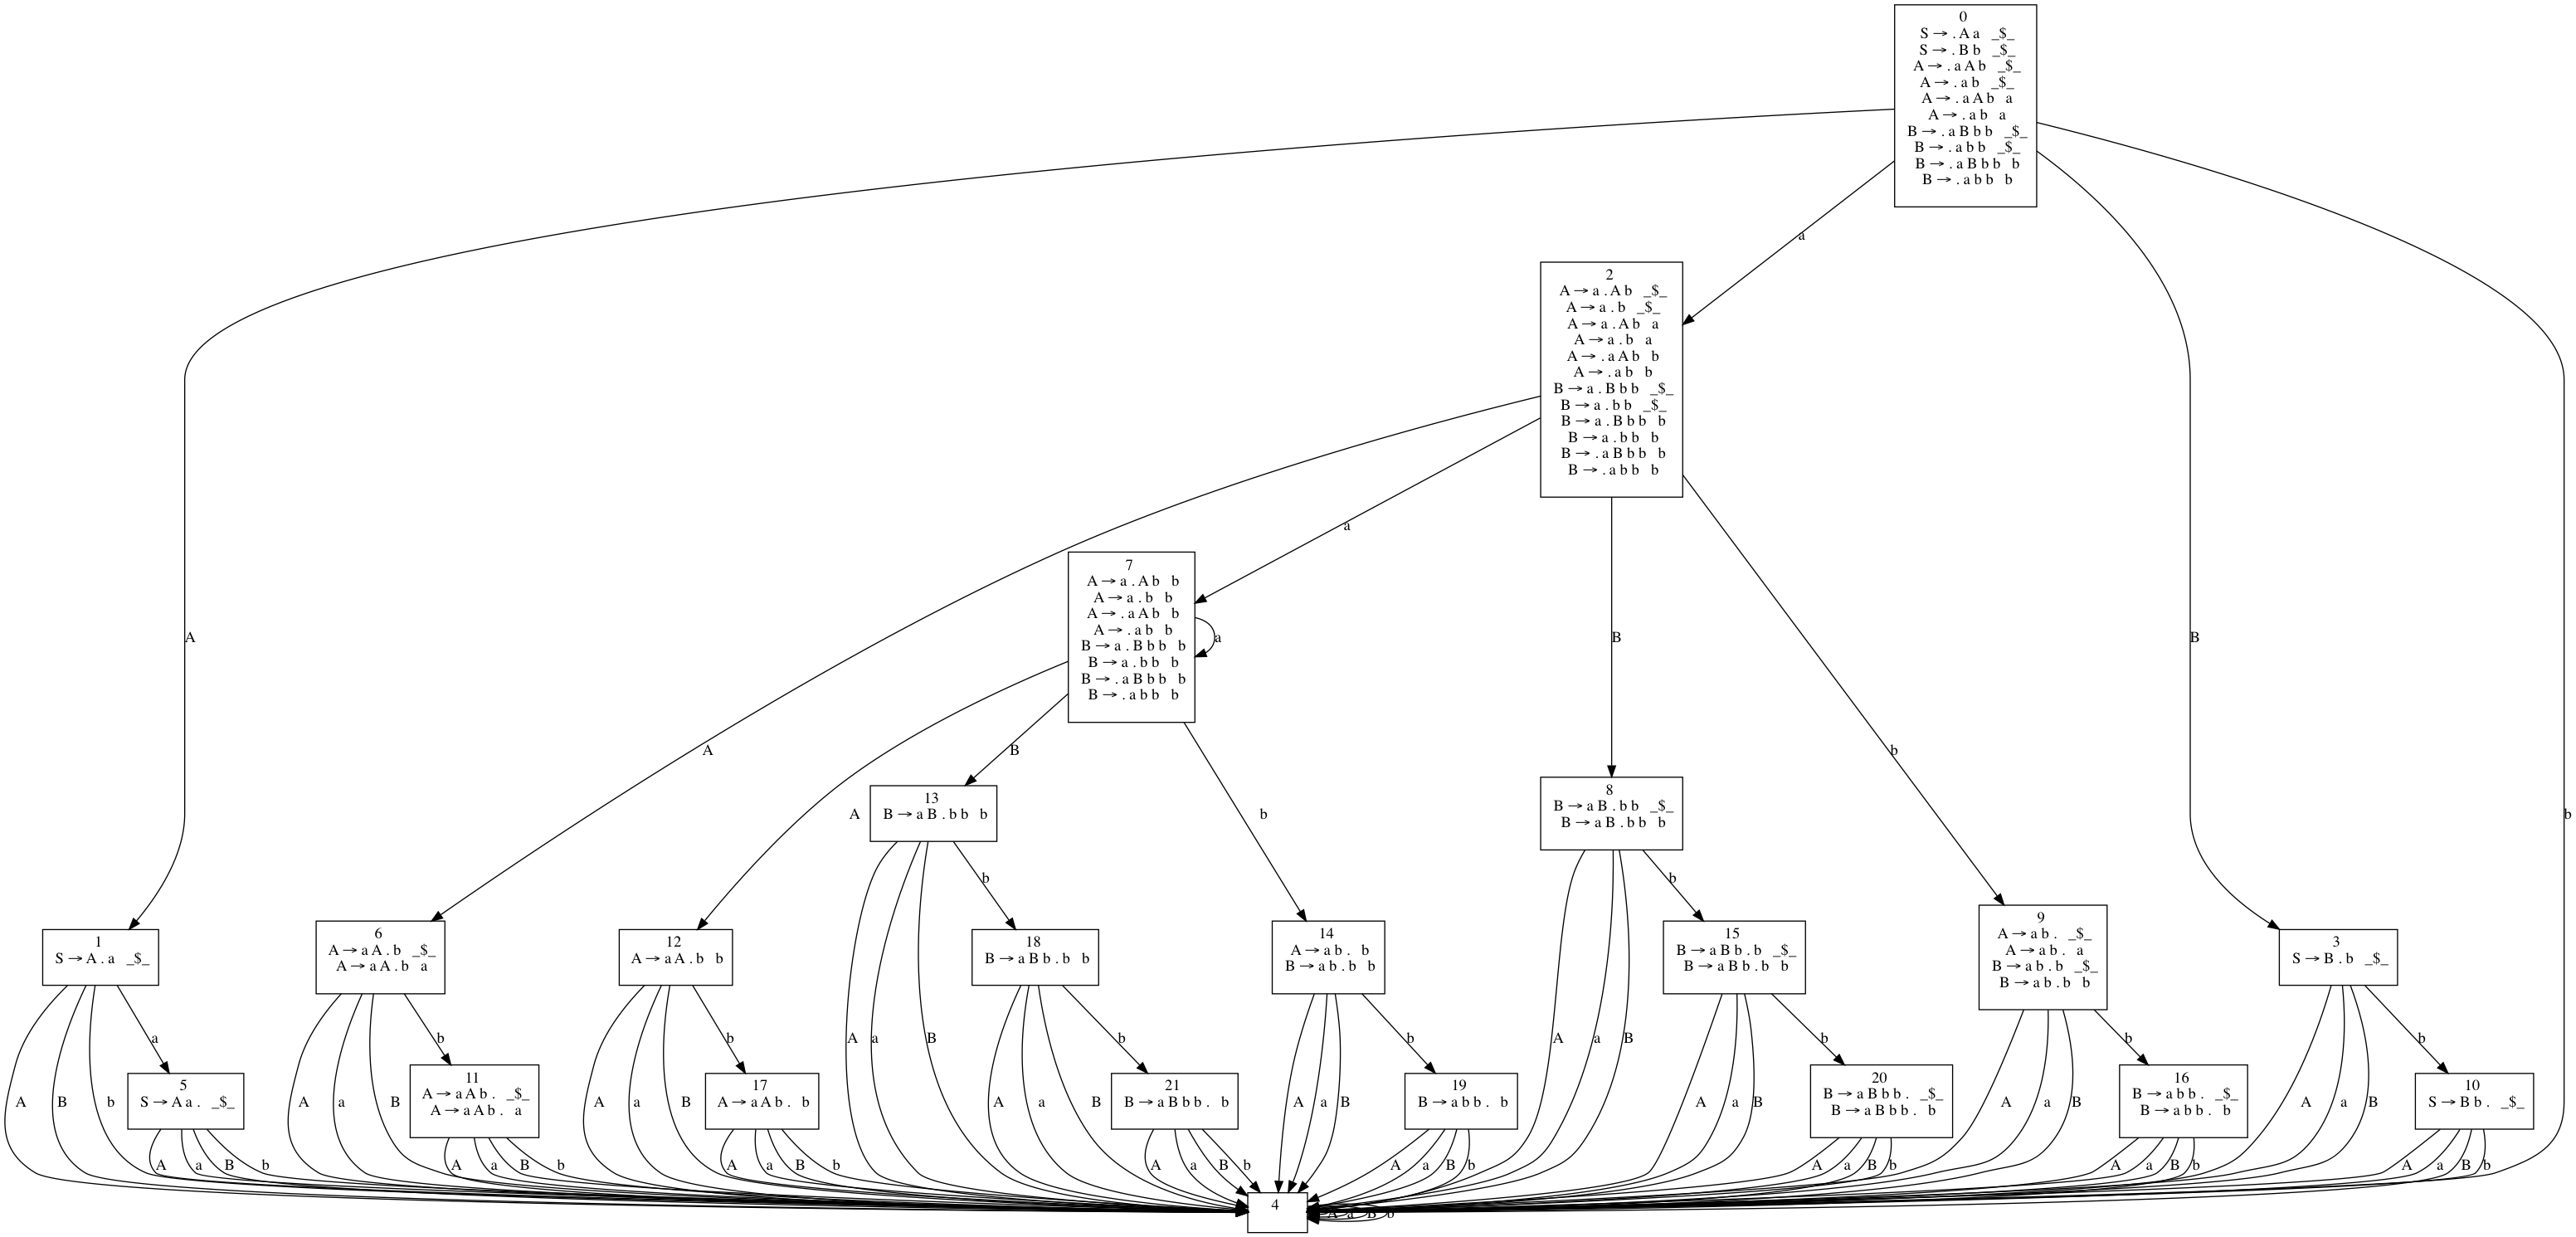 0
S → . A a _$_
S → . B b _$_
A → . a A b _$_
A → . a b _$_
A → . a A b a
A → . a b a
B → . a B b b _$_
B → . a b b _$_
B → . a B b b b
B → . a b b b
a
2
A → a . A b _$_
A → a . b _$_
A → a . A b a
A → a . b a
A → . a A b b
A → . a b b
B → a . B b b _$_
B → a . b b _$_
B → a . B b b b
B → a . b b b
B → . a B b b b
B → . a b b b
a
7
A → a . A b b
A → a . b b
A → . a A b b
A → . a b b
B → a . B b b b
B → a . b b b
B → . a B b b b
B → . a b b b
A
a
B
B
A
B
b
13
B → a B . b b b
8
B → a B . b b _$_
B → a B . b b b
A
b
b
b
b
1
S → A . a _$_
6
A → a A . b _$_
A → a A . b a
12
A → a A . b b
18
B → a B b . b b
14
A → a b . b
B → a b . b b
15
B → a B b . b _$_
B → a B b . b b
9
A → a b . _$_
A → a b . a
B → a b . b _$_
B → a b . b b
3
S → B . b _$_
a
b
b
A
a
B
b
b
A
a
B
b
b
b
5
S → A a . _$_
11
A → a A b . _$_
A → a A b . a
17
A → a A b . b
21
B → a B b b . b
19
B → a b b . b
20
B → a B b b . _$_
B → a B b b . b
16
B → a b b . _$_
B → a b b . b
10
S → B b . _$_
A B b
A a B
A a B
A a B
A a B
A a B
A a B
A a B
A a B b
A a B b
A a B b
A a B b
A a B b
A a B b
A a B b
A a B b
4
A a B b